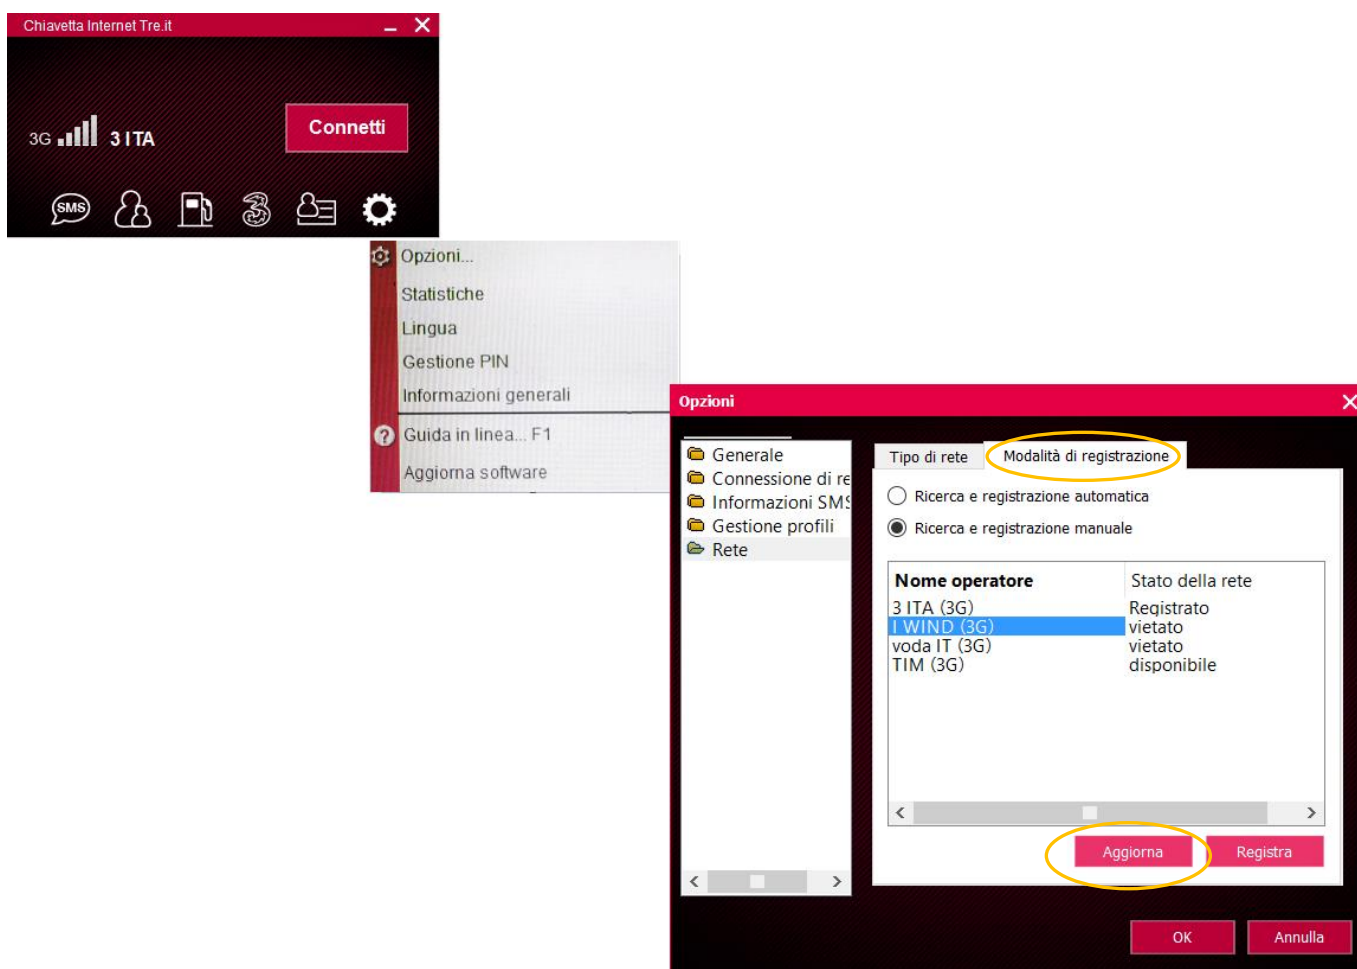 Chiavetta Internet Tre.it
3G 3 ITA
Connetti
SMS
3
Opzioni...
Statistiche
Lingua
Gestione PIN
Informazioni generali
? Guida in linea... F1
Aggiorna software
Opzioni
Generale
Connessione di re
Informazioni SMS
Gestione profili
Rete
Tipo di rete Modalità di registrazione
Ricerca e registrazione automatica
Ricerca e registrazione manuale
Nome operatore Stato della rete
3 ITA (3G) Registrato
I WIND (3G) vietato
voda IT (3G) vietato
TIM (3G) disponibile
Aggiorna Registra
OK Annulla